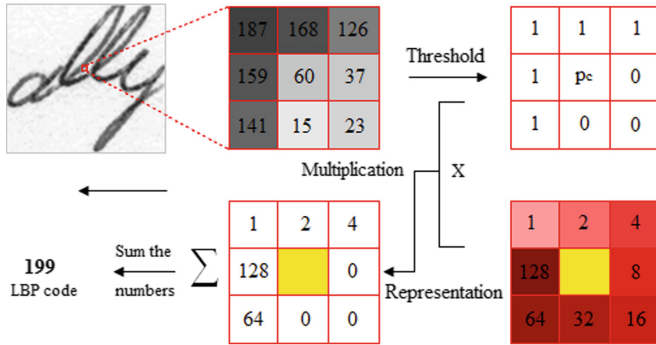 ally
187 168 126 1 1 1
Threshold
159 60 37 1 pc 0
141 15 23 1 0 0
Multiplication X
1 2 4 1 2 4
199 Sum the ∑ 128 0 128 8
LBP code numbers Representation
64 0 0 64 32 16